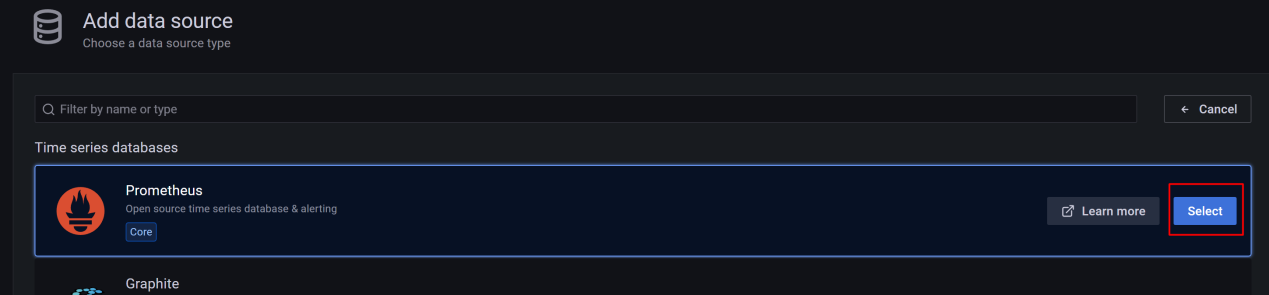 Add data source
Choose a data source type
Filter by name or type
Cancel
Time series databases
Prometheus
Open source time series database & alerting
Core
Learn more
Select
Graphite